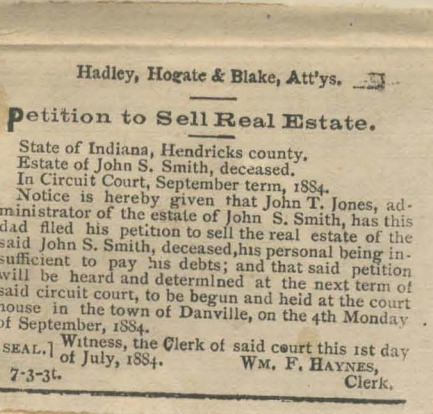 Hadley, Hogate & Blake, Att'ys.
Petition to Sell Real Estate.
State of Indiana, Hendricks county.
Estate of John S. Smith, deceased.
In Circuit Court, September term, 1884.
Notice is hereby given that John T. Jones, ad-
ministrator of the estate of John S. Smith, has this
dad filed his petition to sell the real estate of the
said John S. Smith, deceased,his personal being in-
sufficient to pay his debts; and that said petition
will be heard and determined at the next term of
said circuit court, to be begun and held at the court
house in the town of Danville, on the 4th Monday
of September, 1884.
SEAL.] Witness, the Clerk of said court this 1st day
of July, 1884. WM. F. HAYNES,
7-3-3t. Clerk.